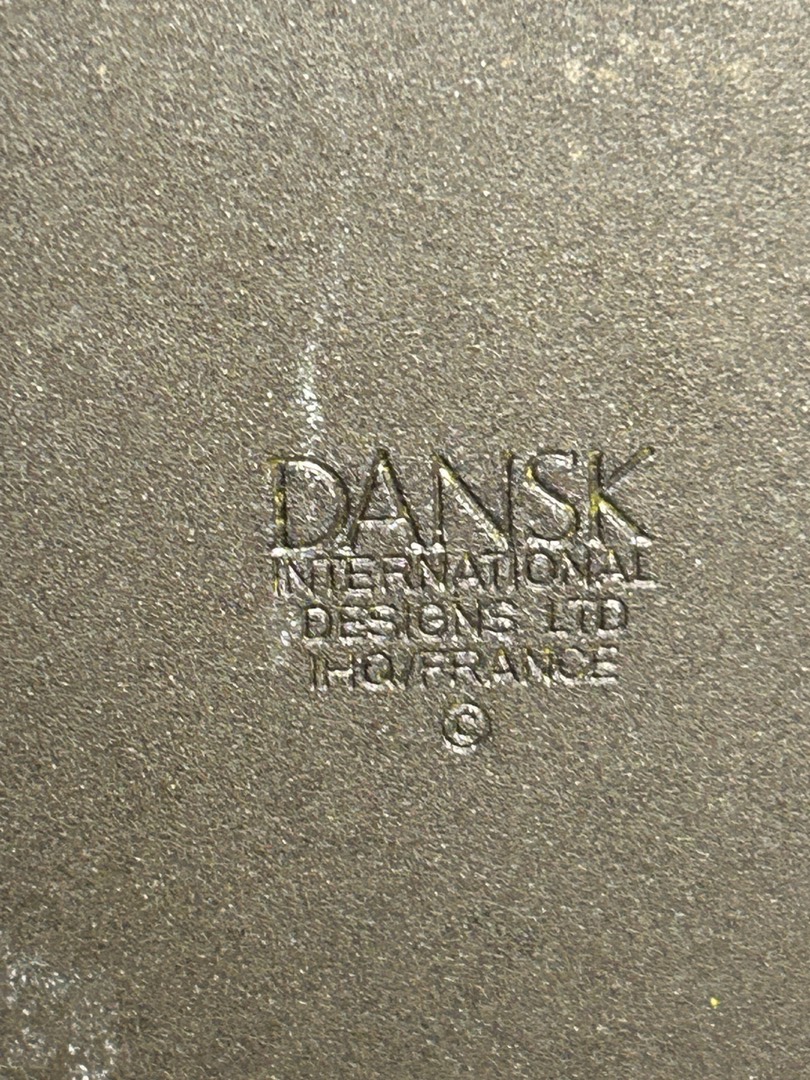 DANSK
INTERNATIONAL
DESIGNS LTD
IHQ/FRANCE
©